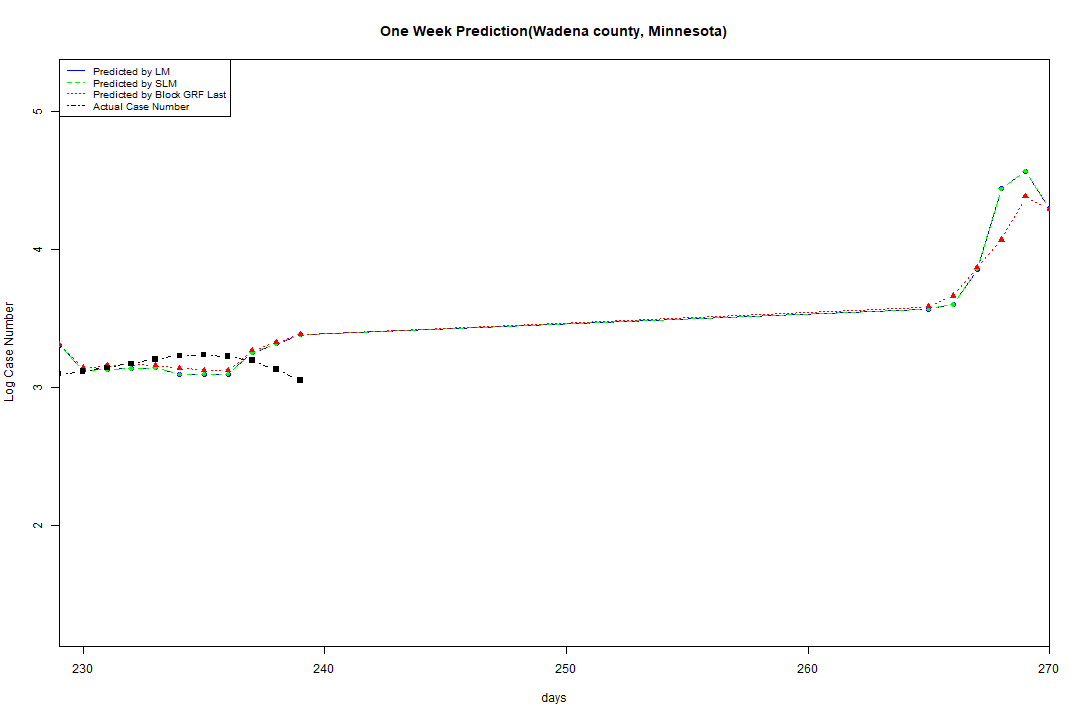 One Week Prediction(Wadena county, Minnesota)
Predicted by LM
Predicted by SLM
Predicted by Block GRF Last
Actual Case Number
5
4
3
2
Log Case Number
230 240 250 260 270
days